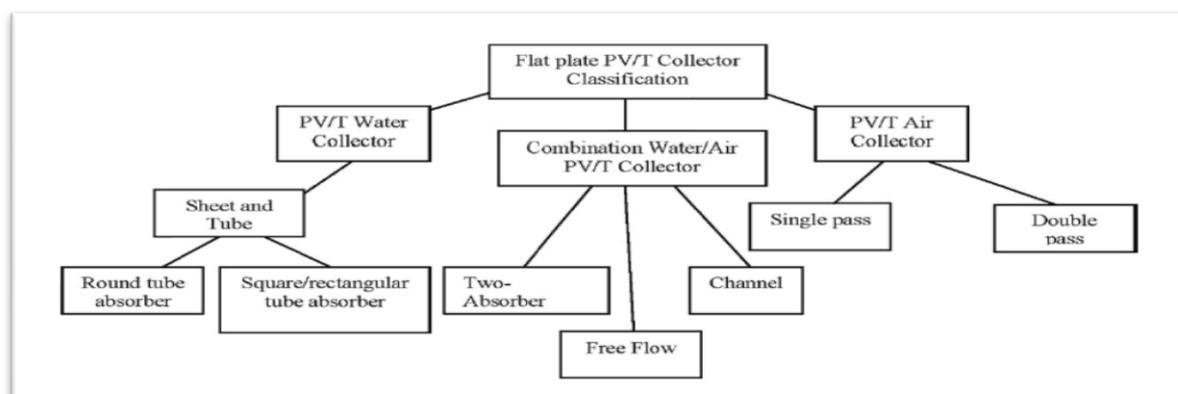 Flat plate PV/T Collector
Classification
PV/T Water
Collector
Combination Water/Air
PV/T Collector
PV/T Air
Collector
Sheet and
Tube
Single pass
Double
pass
Round tube
absorber
Square/rectangular
tube absorber
Two-
Absorber
Channel
Free Flow